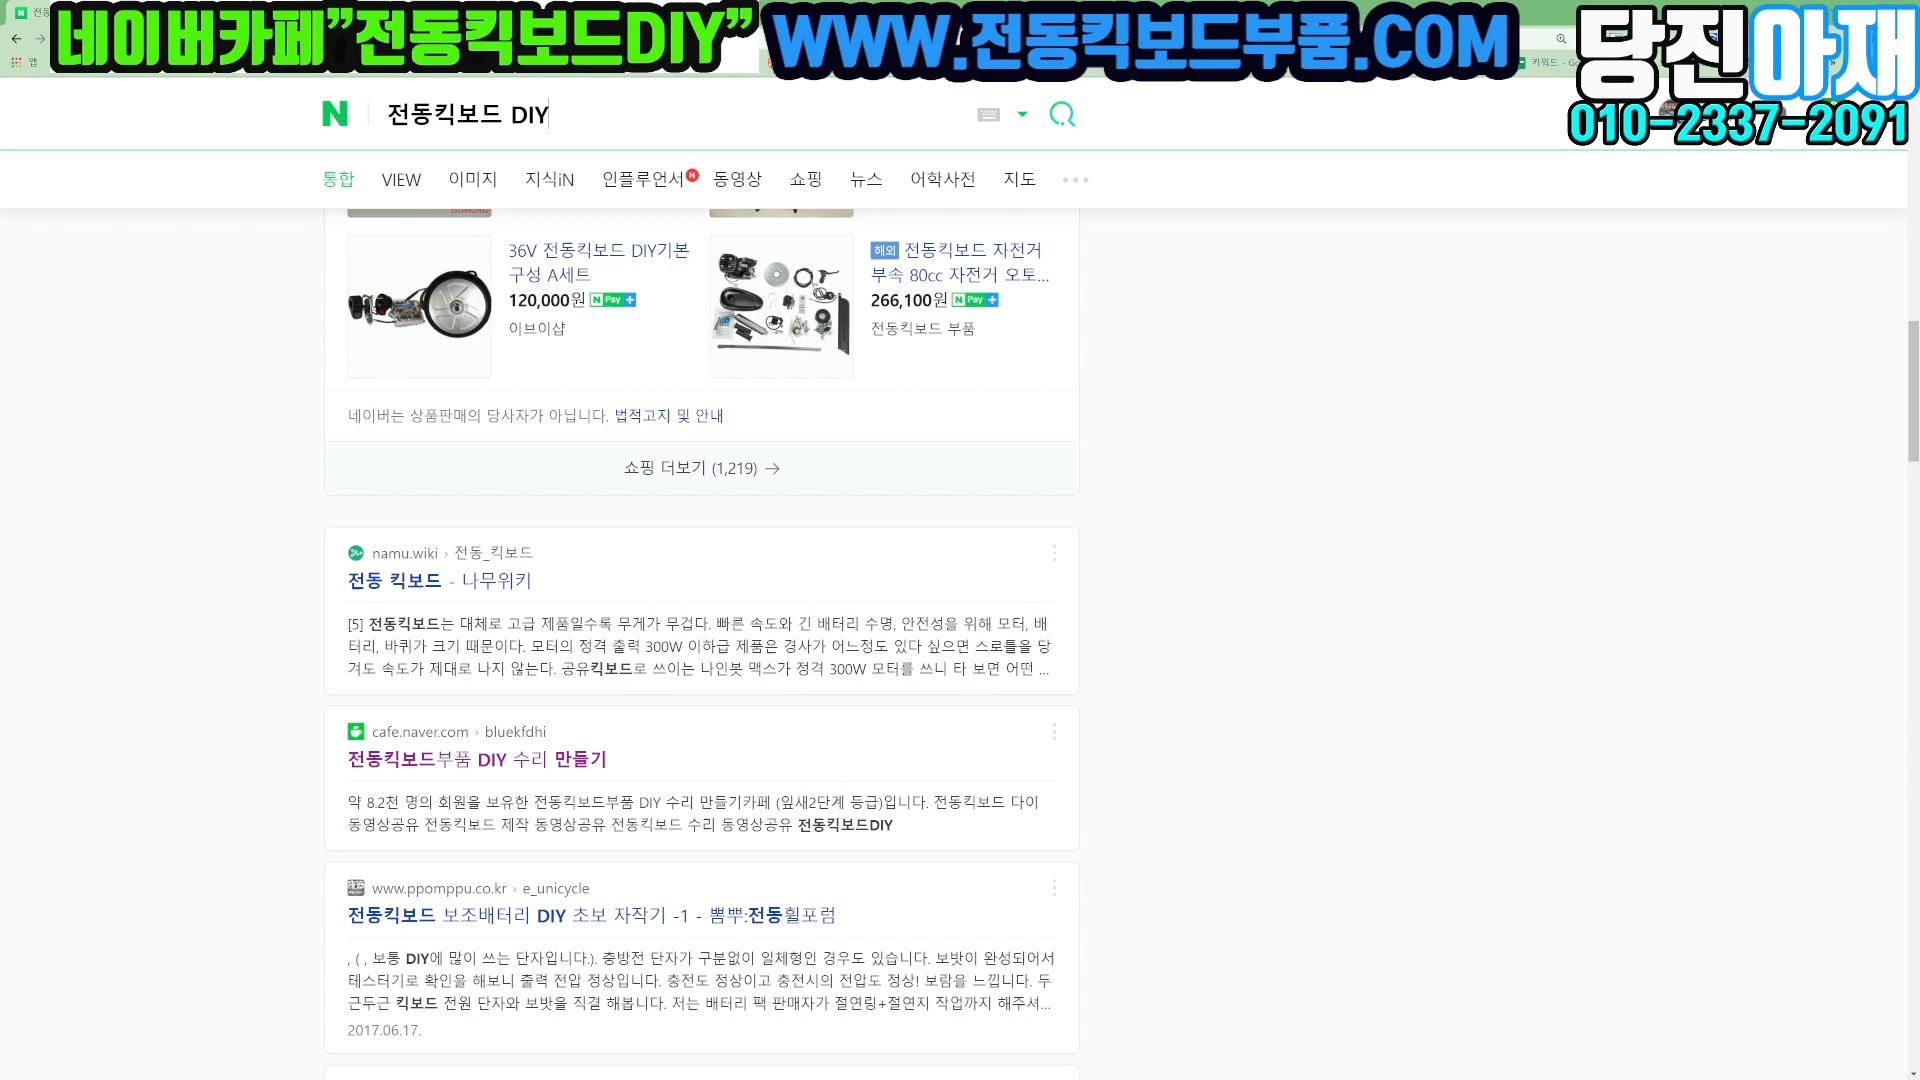 네이버카페”전동킥보드DIY” WWW.전동킥보드부품.COM
당진아재
010-2337-2091
전동킥보드 DIY
통합 VIEW 이미지 지식iN 인플루언서 N 동영상 쇼핑 뉴스 어학사전 지도
36V 전동킥보드 DIY기본
구성 A세트
120,000원 N Pay +
이브이샵
해외 전동킥보드 자전거
부속 80cc 자전거 오토...
266,100원 N Pay +
전동킥보드 부품
네이버는 상품판매의 당사자가 아닙니다. 법적고지 및 안내
쇼핑 더보기 (1,219) →
namu.wiki › 전동_킥보드
전동 킥보드 - 나무위키
[5] 전동킥보드는 대체로 고급 제품일수록 무게가 무겁다. 빠른 속도와 긴 배터리 수명, 안전성을 위해 모터, 배
터리, 바퀴가 크기 때문이다. 모터의 정격 출력 300W 이하급 제품은 경사가 어느정도 있다 싶으면 스로틀을 당
겨도 속도가 제대로 나지 않는다. 공유킥보드로 쓰이는 나인봇 맥스가 정격 300W 모터를 쓰니 타 보면 어떤 ...
cafe.naver.com › bluekfdhi
전동킥보드부품 DIY 수리 만들기
약 8.2천 명의 회원을 보유한 전동킥보드부품 DIY 수리 만들기카페 (잎새2단계 등급)입니다. 전동킥보드 다이
동영상공유 전동킥보드 제작 동영상공유 전동킥보드 수리 동영상공유 전동킥보드DIY
www.ppomppu.co.kr › e_unicycle
전동킥보드 보조배터리 DIY 초보 자작기 -1 - 뽐뿌:전동휠포럼
, ( , 보통 DIY에 많이 쓰는 단자입니다.). 충방전 단자가 구분없이 일체형인 경우도 있습니다. 보밧이 완성되어서
테스터기로 확인을 해보니 출력 전압 정상입니다. 충전도 정상이고 충전시의 전압도 정상! 보람을 느낍니다. 두
근두근 킥보드 전원 단자와 보밧을 직결 해봅니다. 저는 배터리 팩 판매자가 절연링+절연지 작업까지 해주셔...
2017.06.17.